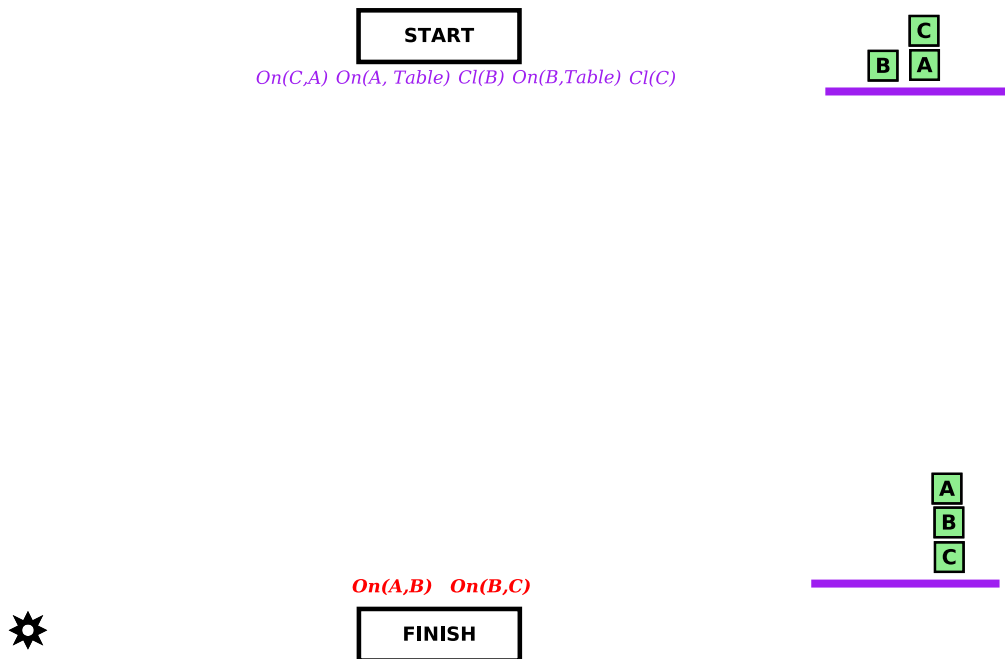 START
On(C,A) On(A, Table) Cl(B) On(B,Table) Cl(C)
C
B A
A
B
C
On(A,B) On(B,C)
FINISH